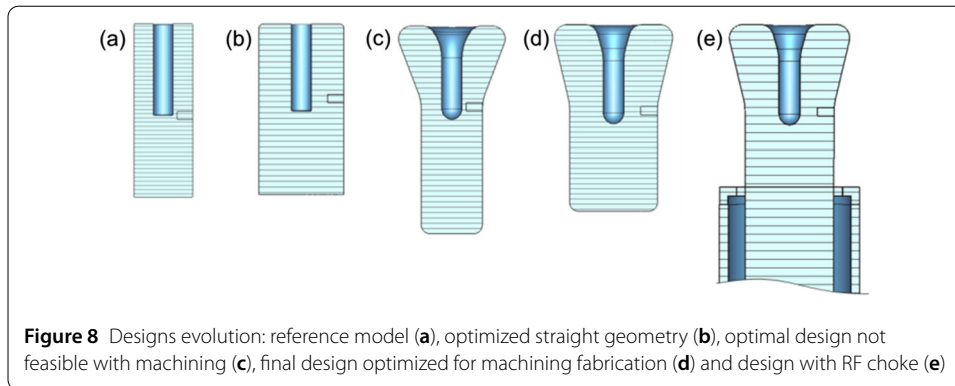 (a) (b) (c) (d) (e)
Figure 8 Designs evolution: reference model (a), optimized straight geometry (b), optimal design not
feasible with machining (c), final design optimized for machining fabrication (d) and design with RF choke (e)